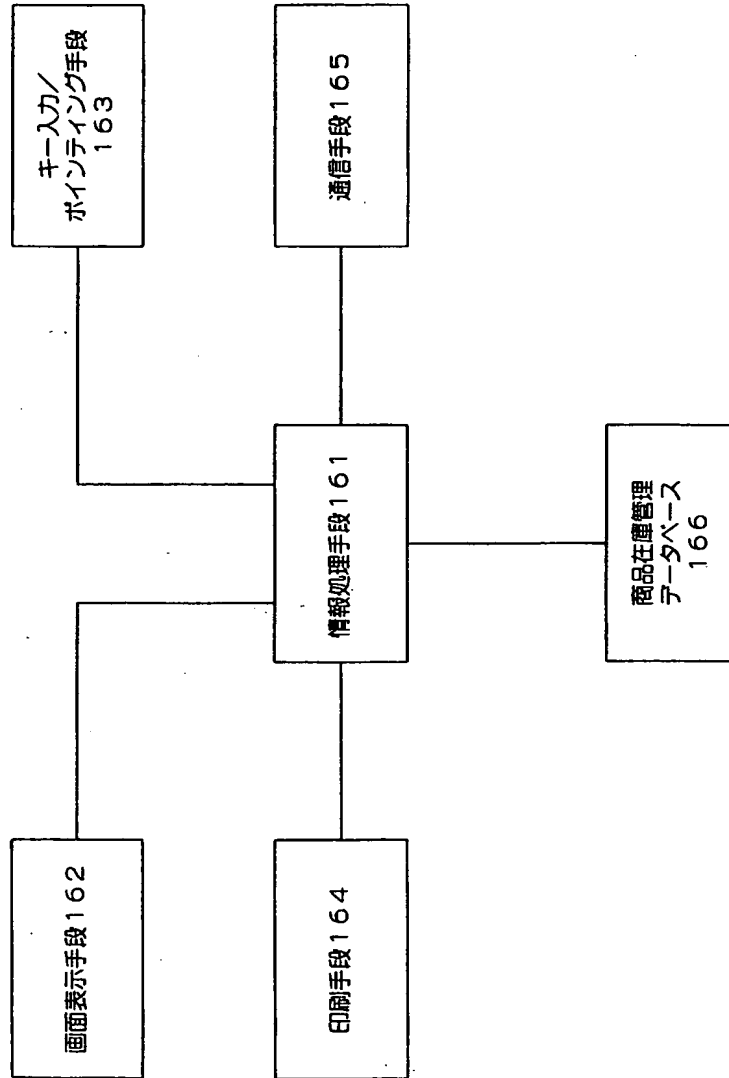 画面表示手段162
キー入力／
ポインティング手段
163
印刷手段164
情報処理手段161
通信手段165
商品在庫管理
データベース
166